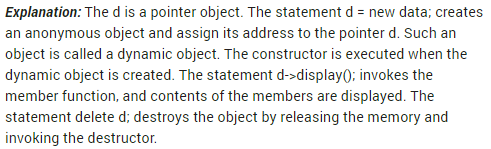 Explanation: The d is a pointer object. The statement d = new data; creates
an anonymous object and assign its address to the pointer d. Such an
object is called a dynamic object. The constructor is executed when the
dynamic object is created. The statement d->display(); invokes the
member function, and contents of the members are displayed. The
statement delete d; destroys the object by releasing the memory and
invoking the destructor.